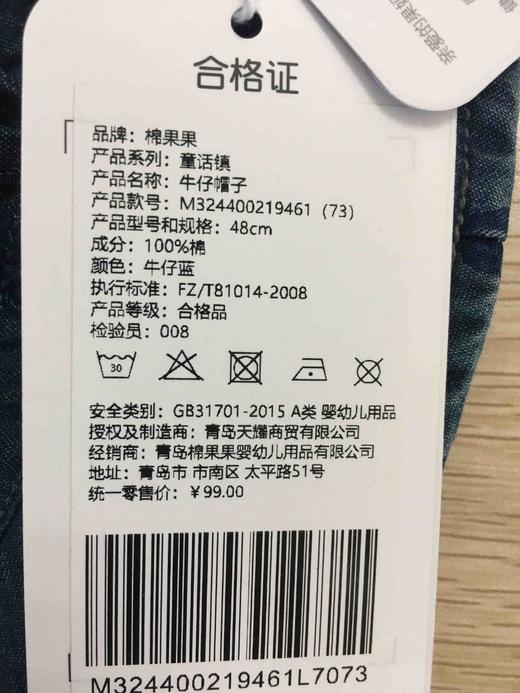 亲爱的果妈
合格证
品牌：棉果果
产品系列：童话镇
产品名称：牛仔帽子
产品款号：M324400219461（73）
产品型号和规格：48cm
成分：100%棉
颜色：牛仔蓝
执行标准：FZ/T81014-2008
产品等级：合格品
检验员：008
30
安全类别：GB31701-2015 A类 婴幼儿用品
授权及制造商：青岛天耀商贸有限公司
经销商：青岛棉果果婴幼儿用品有限公司
地址：青岛市 市南区 太平路51号
统一零售价：￥99.00
M324400219461L7073